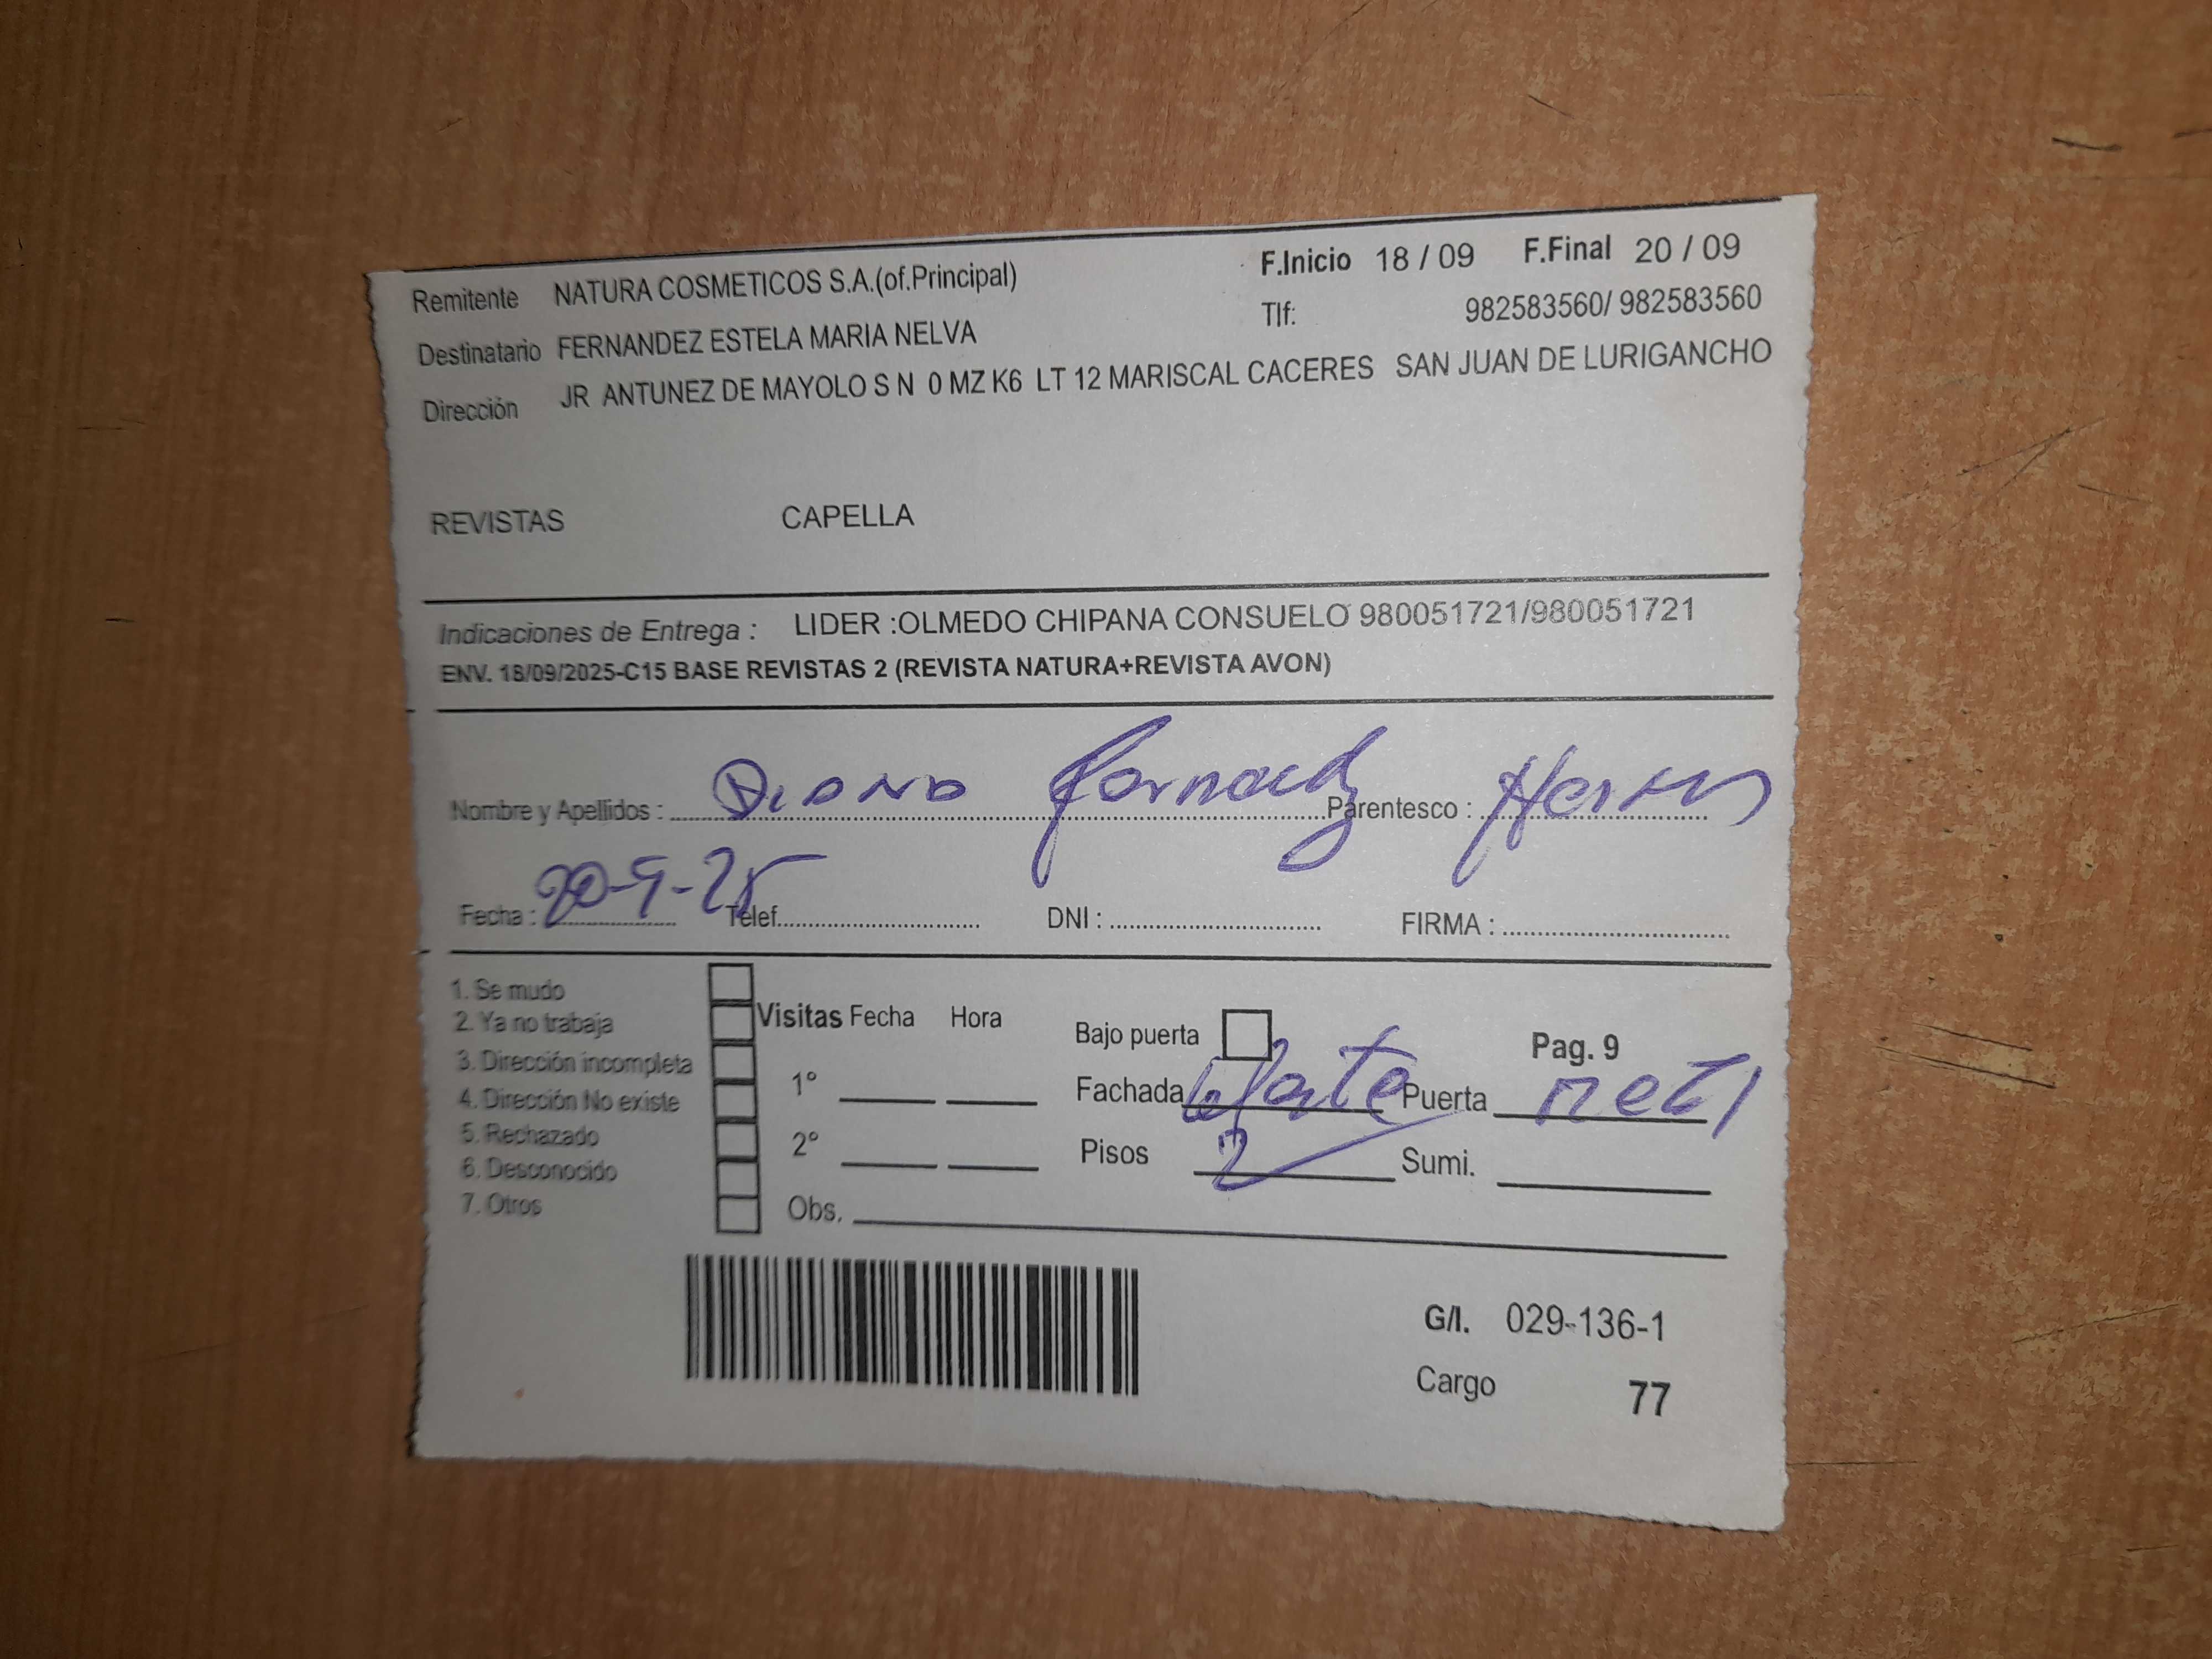 Remitente NATURA COSMETICOS S.A.(of.Principal) F.Inicio 18 / 09 F.Final 20 / 09
Tlf: 982583560/ 982583560
Destinatario FERNANDEZ ESTELA MARIA NELVA
Dirección JR ANTUNEZ DE MAYOLO S N 0 MZ K6 LT 12 MARISCAL CACERES SAN JUAN DE LURIGANCHO
REVISTAS CAPELLA
Indicaciones de Entrega : LIDER :OLMEDO CHIPANA CONSUELO 980051721/980051721
ENV. 18/09/2025-C15 BASE REVISTAS 2 (REVISTA NATURA+REVISTA AVON)
Nombre y Apellidos : Diana Parentesco :
Fecha : 20-9-25 Telef. DNI : FIRMA :
1. Se mudo
2. Ya no trabaja
3. Dirección incompleta
4. Dirección No existe
5. Rechazado
6. Desconocido
7. Otros
Visitas Fecha Hora
1°
2°
Obs.
Bajo puerta Pag. 9
Fachada Puerta
Pisos 2 Sumi.
G/I. 029-136-1
Cargo 77